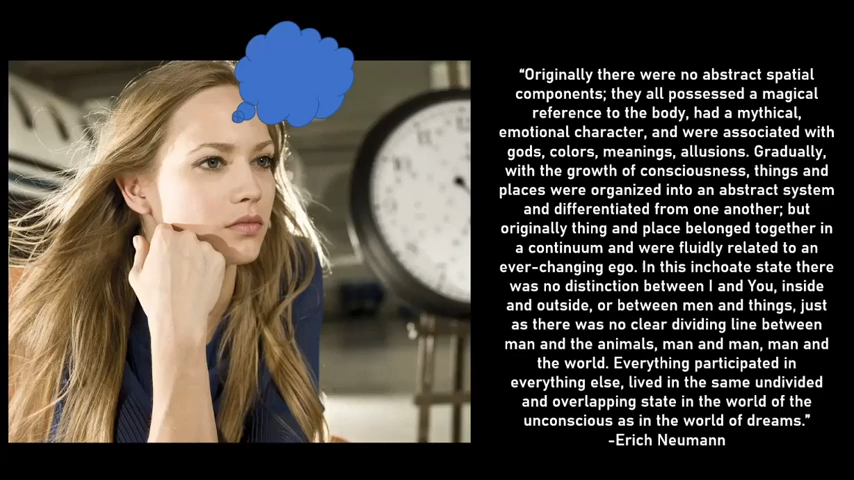 “Originally there were no abstract spatial
components; they all possessed a magical
reference to the body, had a mythical,
emotional character, and were associated with
gods, colors, meanings, allusions. Gradually,
with the growth of consciousness, things and
places were organized into an abstract system
and differentiated from one another; but
originally thing and place belonged together in
a continuum and were fluidly related to an
ever-changing ego. In this inchoate state there
was no distinction between I and You, inside
and outside, or between men and things, just
as there was no clear dividing line between
man and the animals, man and man, man and
the world. Everything participated in
everything else, lived in the same undivided
and overlapping state in the world of the
unconscious as in the world of dreams.”
-Erich Neumann